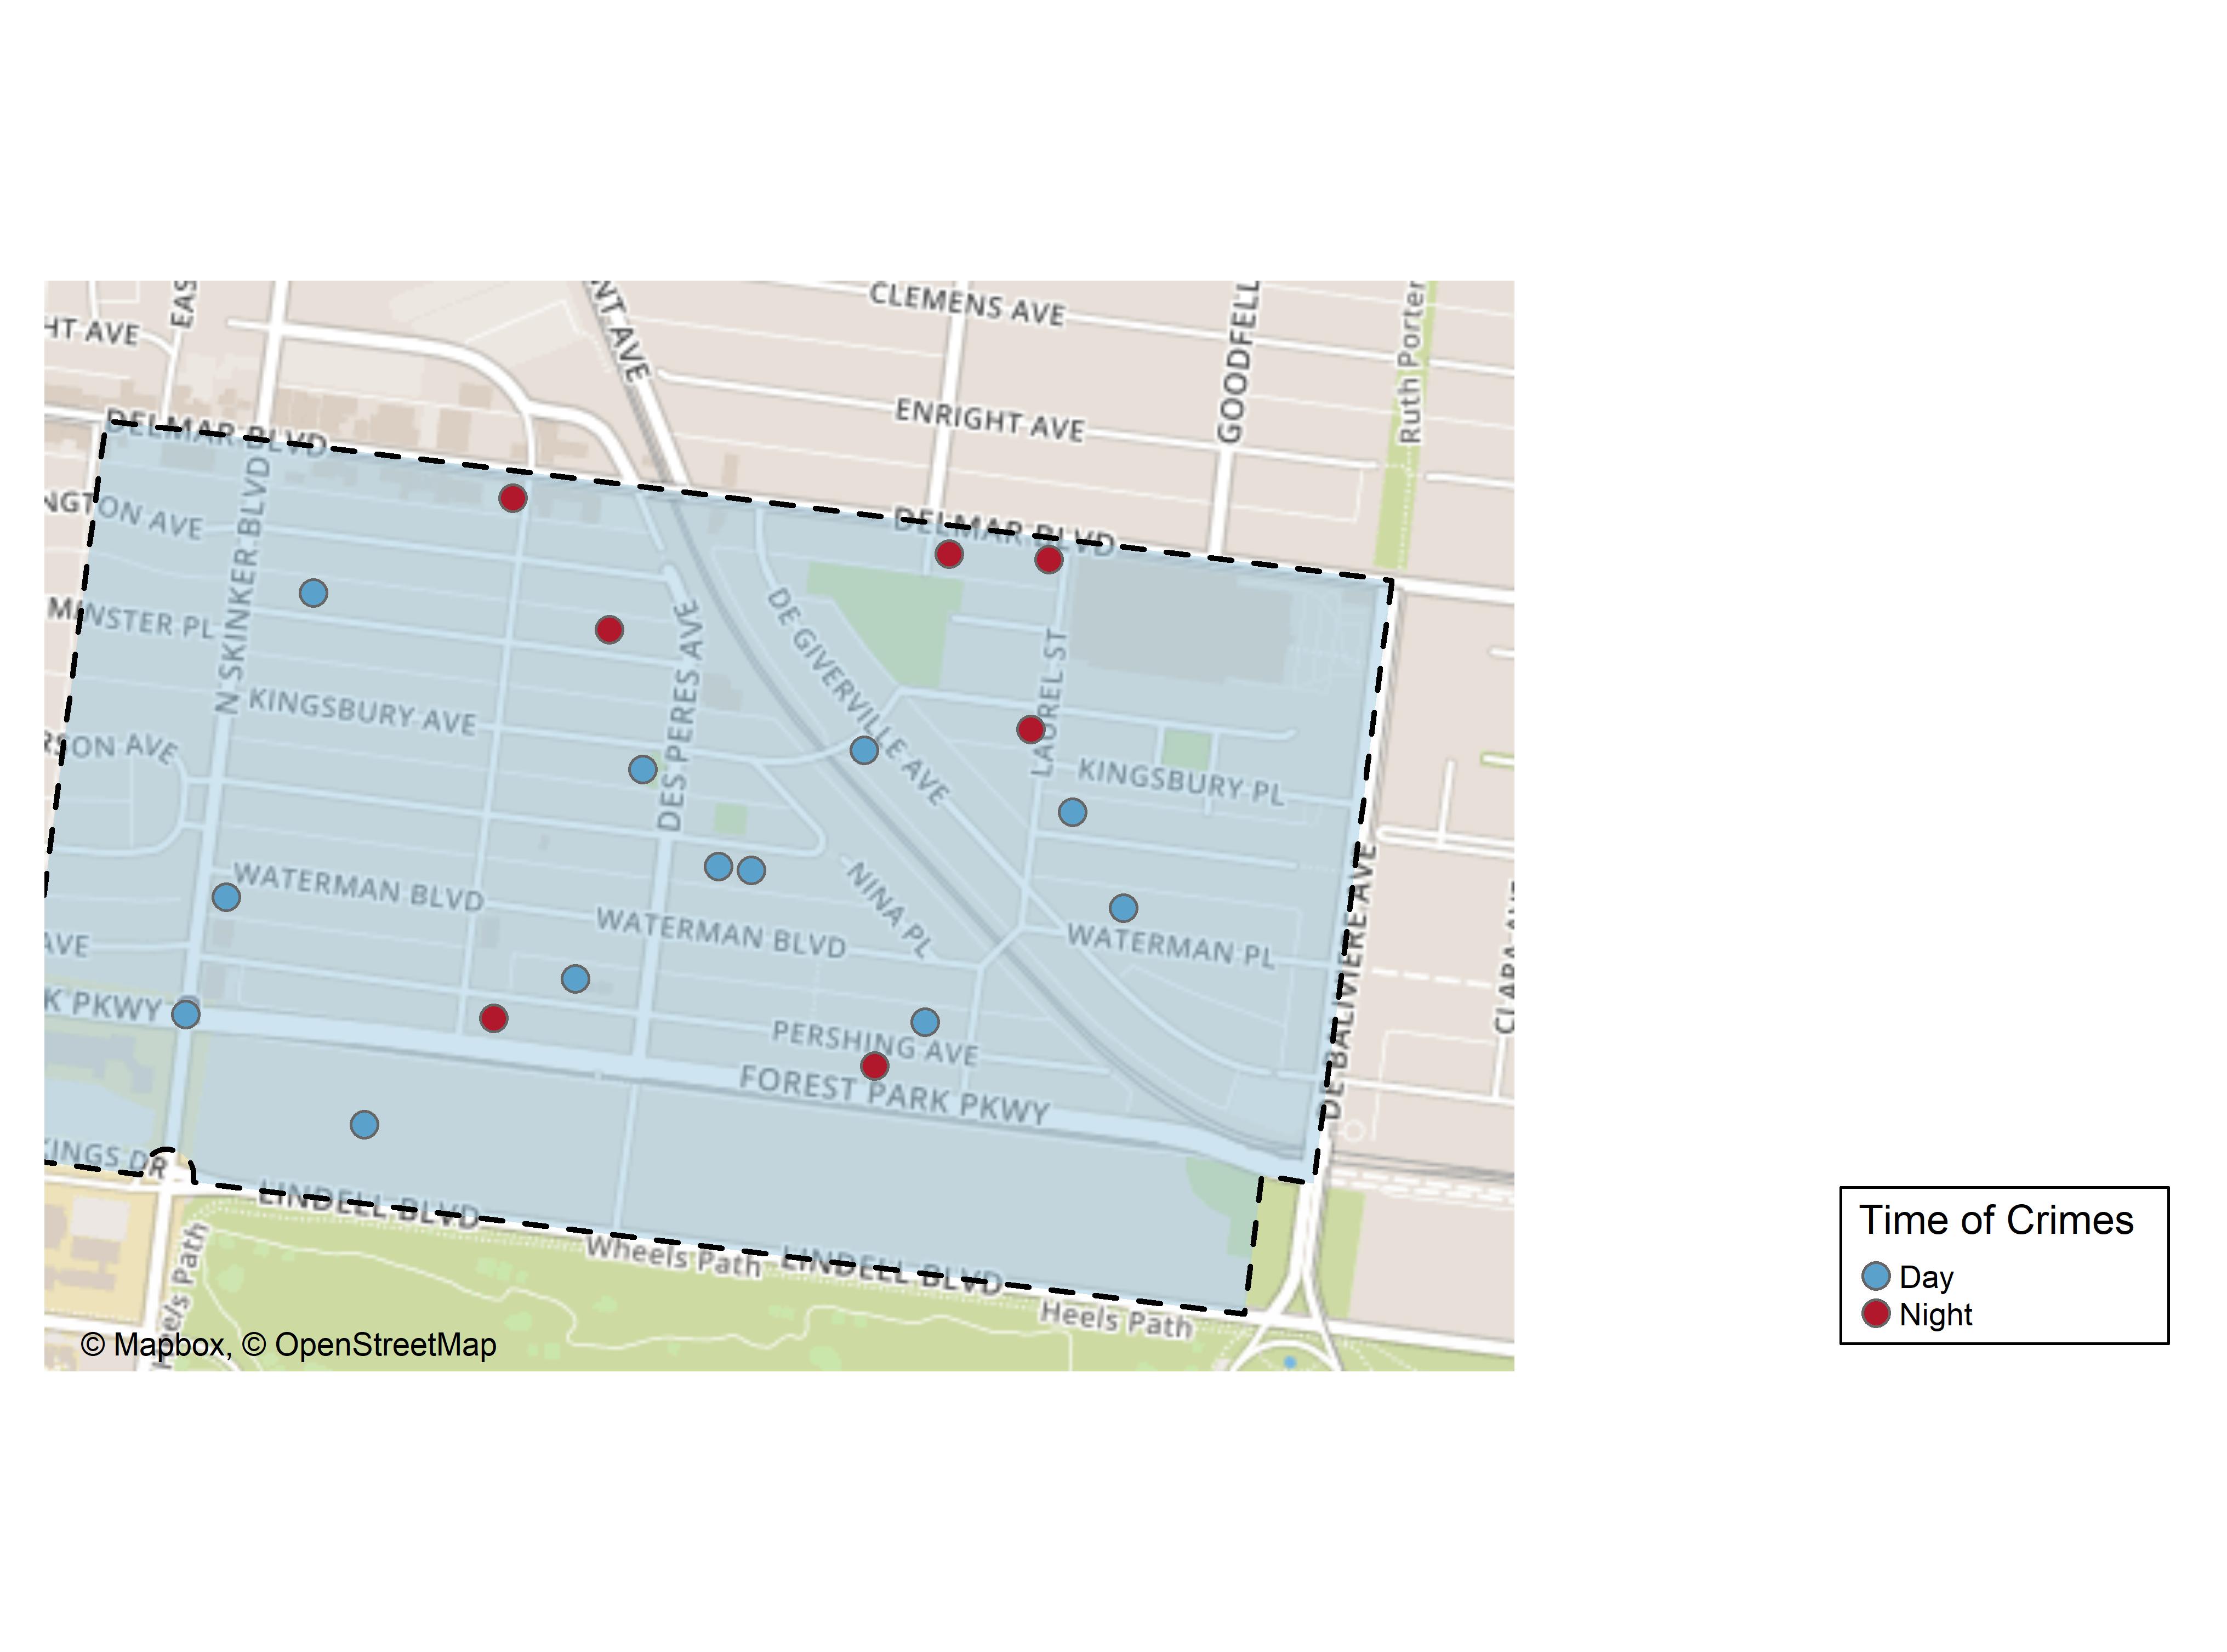 CLEMENS AVE
EAS
NT AVE
GOODFELL
Ruth Porter
HT AVE
ENRIGHT AVE
DELMAR BLVD
NGTON AVE
DELMAR BLVD
N SKINKER BLVD
MINSTER PL
DES PERES AVE
DE GIVERVILLE AVE
LAUREL ST
KINGSBURY AVE
RSON AVE
KINGSBURY PL
WATERMAN BLVD
WATERMAN BLVD
NINA PL
WATERMAN PL
AVE
DE BALIVIERE AVE
CLARA AVE
K PKWY
PERSHING AVE
FOREST PARK PKWY
KINGS DR
LINDELL BLVD
Wheels Path
LINDELL BLVD
Heels Path
heels Path
© Mapbox, © OpenStreetMap
Time of Crimes
Day
Night